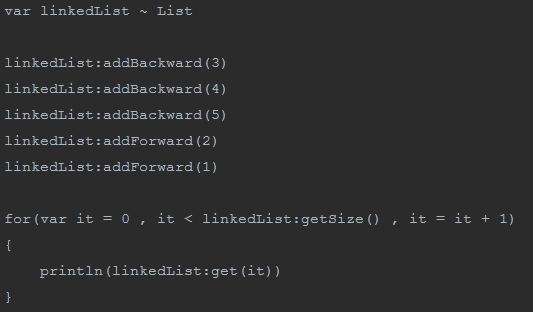 var linkedList ~ List
linkedList:addBackward(3)
linkedList:addBackward(4)
linkedList:addBackward(5)
linkedList:addForward(2)
linkedList:addForward(1)
for(var it = 0 , it < linkedList:getSize() , it = it + 1)
{
    println(linkedList:get(it))
}